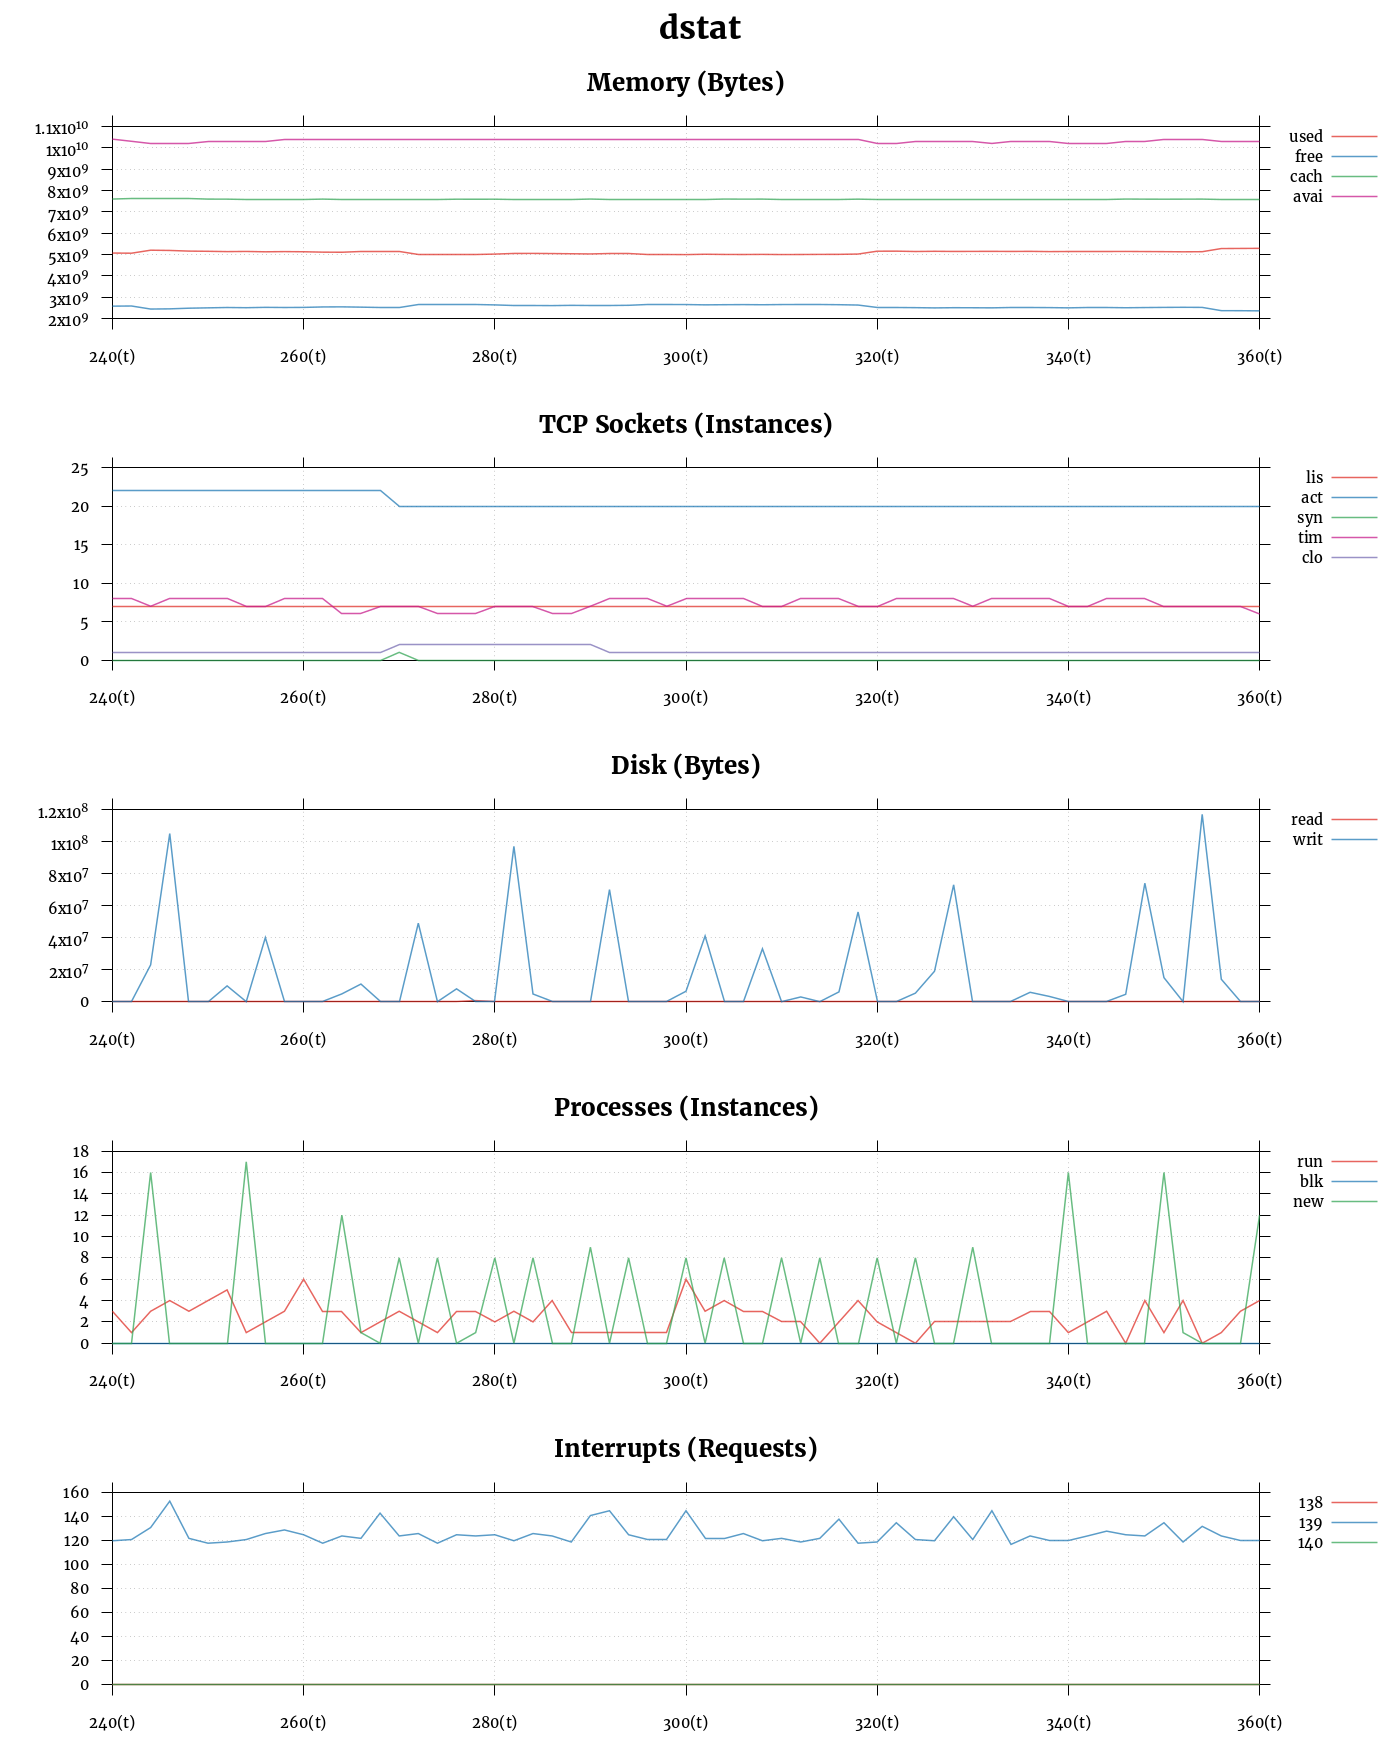 dstat
Memory (Bytes)
1.1x10¹⁰
1x10¹⁰
9x10⁹
8x10⁹
7x10⁹
6x10⁹
5x10⁹
4x10⁹
3x10⁹
2x10⁹
used
free
cach
avai
240(t) 260(t) 280(t) 300(t) 320(t) 340(t) 360(t)
TCP Sockets (Instances)
25
20
15
10
5
0
lis
act
syn
tim
clo
240(t) 260(t) 280(t) 300(t) 320(t) 340(t) 360(t)
Disk (Bytes)
1.2x10⁸
1x10⁸
8x10⁷
6x10⁷
4x10⁷
2x10⁷
0
read
writ
240(t) 260(t) 280(t) 300(t) 320(t) 340(t) 360(t)
Processes (Instances)
18
16
14
12
10
8
6
4
2
0
run
blk
new
240(t) 260(t) 280(t) 300(t) 320(t) 340(t) 360(t)
Interrupts (Requests)
160
140
120
100
80
60
40
20
0
138
139
140
240(t) 260(t) 280(t) 300(t) 320(t) 340(t) 360(t)